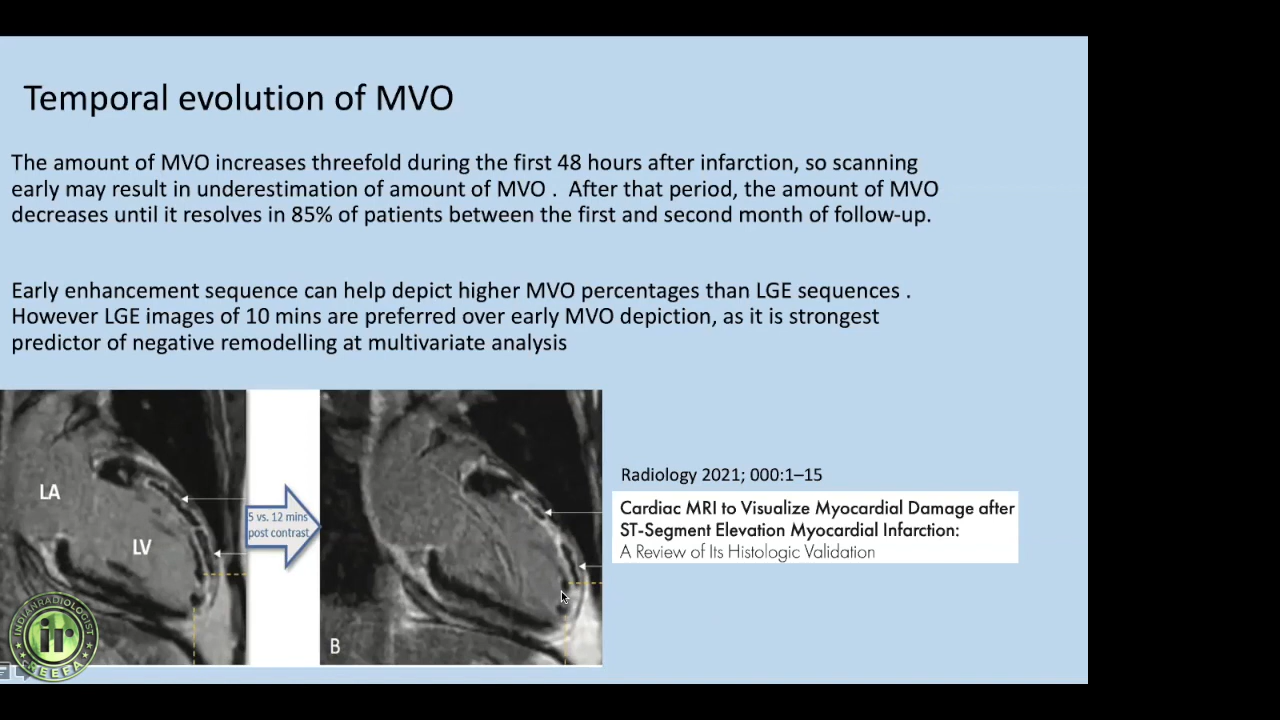 Temporal evolution of MVO
The amount of MVO increases threefold during the first 48 hours after infarction, so scanning
early may result in underestimation of amount of MVO .  After that period, the amount of MVO
decreases until it resolves in 85% of patients between the first and second month of follow-up.
Early enhancement sequence can help depict higher MVO percentages than LGE sequences .
However LGE images of 10 mins are preferred over early MVO depiction, as it is strongest
predictor of negative remodelling at multivariate analysis
LA
LV
5 vs. 12 mins
post contrast
B
Radiology 2021; 000:1–15
Cardiac MRI to Visualize Myocardial Damage after
ST-Segment Elevation Myocardial Infarction:
A Review of Its Histologic Validation
INDIANRADIOLOGIST
ir